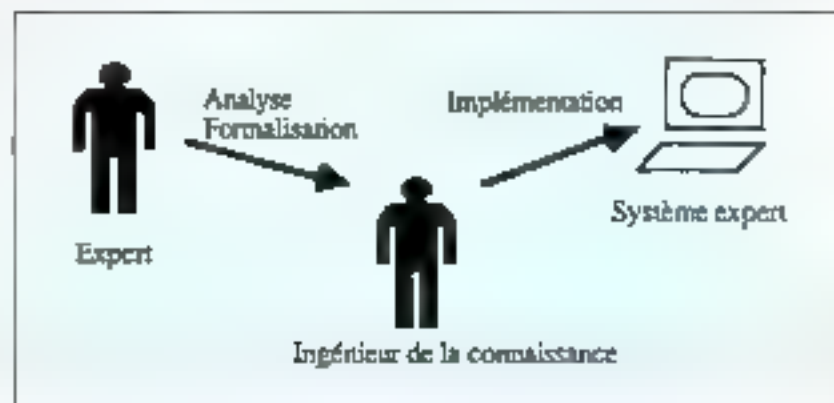 Analyse
Formalisation
Implémentation
Système expert
Expert
Ingénieur de la connaissance